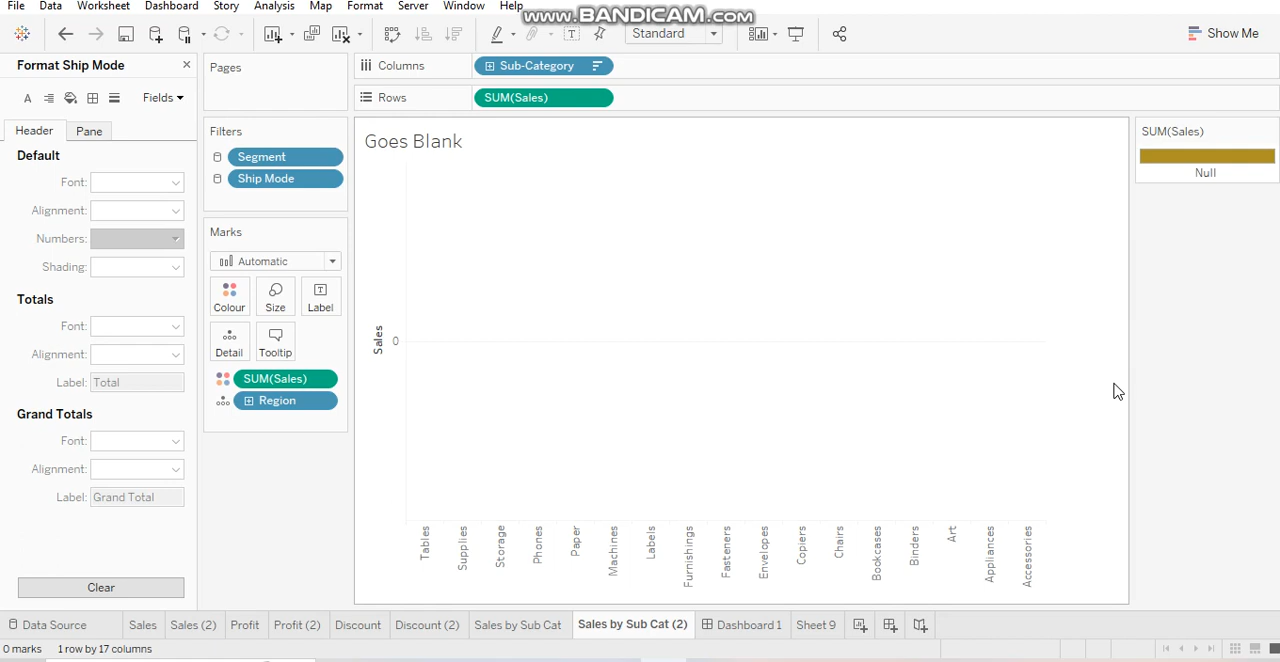 File Data Worksheet Dashboard Story Analysis Map Format Server Window Help
www.BANDICAM.com
Standard
Show Me
Format Ship Mode
Fields
Header Pane
Default
Font:
Alignment:
Numbers:
Shading:
Totals
Font:
Alignment:
Label: Total
Grand Totals
Font:
Alignment:
Label: Grand Total
Clear
Pages
Filters
Segment
Ship Mode
Marks
Automatic
Colour Size Label
Detail Tooltip
SUM(Sales)
Region
Columns Sub-Category
Rows SUM(Sales)
Goes Blank
Sales
0
Tables
Supplies
Storage
Phones
Paper
Machines
Labels
Furnishings
Fasteners
Envelopes
Copiers
Chairs
Bookcases
Binders
Art
Appliances
Accessories
SUM(Sales)
Null
Data Source Sales Sales (2) Profit Profit (2) Discount Discount (2) Sales by Sub Cat Sales by Sub Cat (2) Dashboard 1 Sheet 9
0 marks 1 row by 17 columns